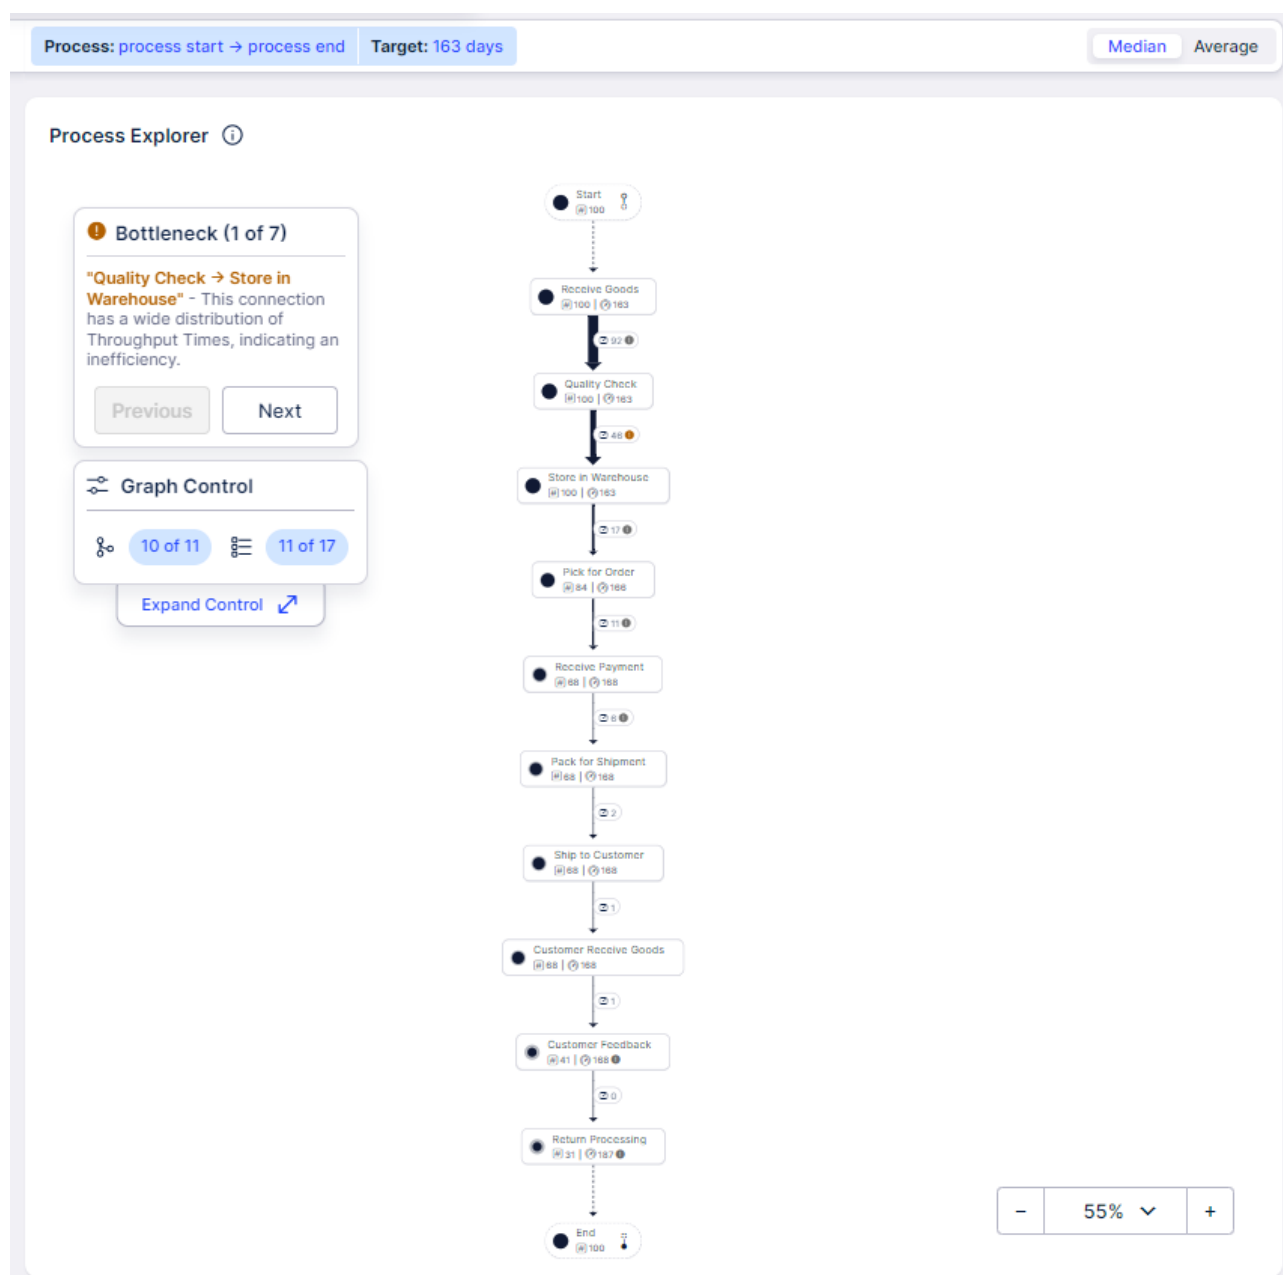 Process: process start → process end Target: 163 days Median Average
Process Explorer
Bottleneck (1 of 7)
"Quality Check → Store in
Warehouse" - This connection
has a wide distribution of
Throughput Times, indicating an
inefficiency.
Previous Next
Graph Control
10 of 11 11 of 17
Expand Control
Start
100
Receive Goods
100 | 163
92
Quality Check
100 | 163
46
Store in Warehouse
100 | 163
17
Pick for Order
84 | 166
11
Receive Payment
68 | 168
6
Pack for Shipment
68 | 168
2
Ship to Customer
68 | 168
1
Customer Receive Goods
68 | 168
1
Customer Feedback
41 | 168
0
Return Processing
31 | 187
End
100
- 55% +